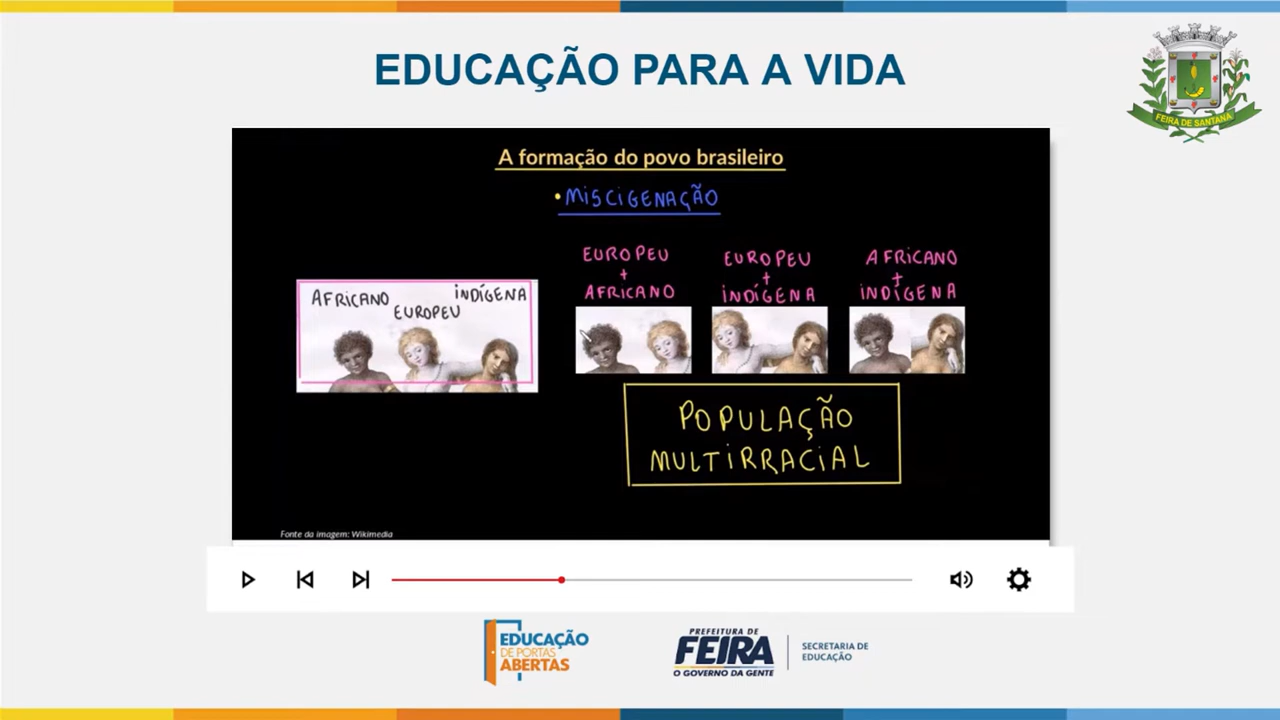 EDUCAÇÃO PARA A VIDA
FEIRA DE SANTANA
A formação do povo brasileiro
• MISCIGENAÇÃO
AFRICANO
INDÍGENA
EUROPEU
EUROPEU
+
AFRICANO
EUROPEU
+
INDÍGENA
AFRICANO
+
INDÍGENA
POPULAÇÃO
MULTIRRACIAL
Fonte da imagem: Wikimedia
EDUCAÇÃO
DE PORTAS
ABERTAS
PREFEITURA DE
FEIRA
O GOVERNO DA GENTE
SECRETARIA DE
EDUCAÇÃO